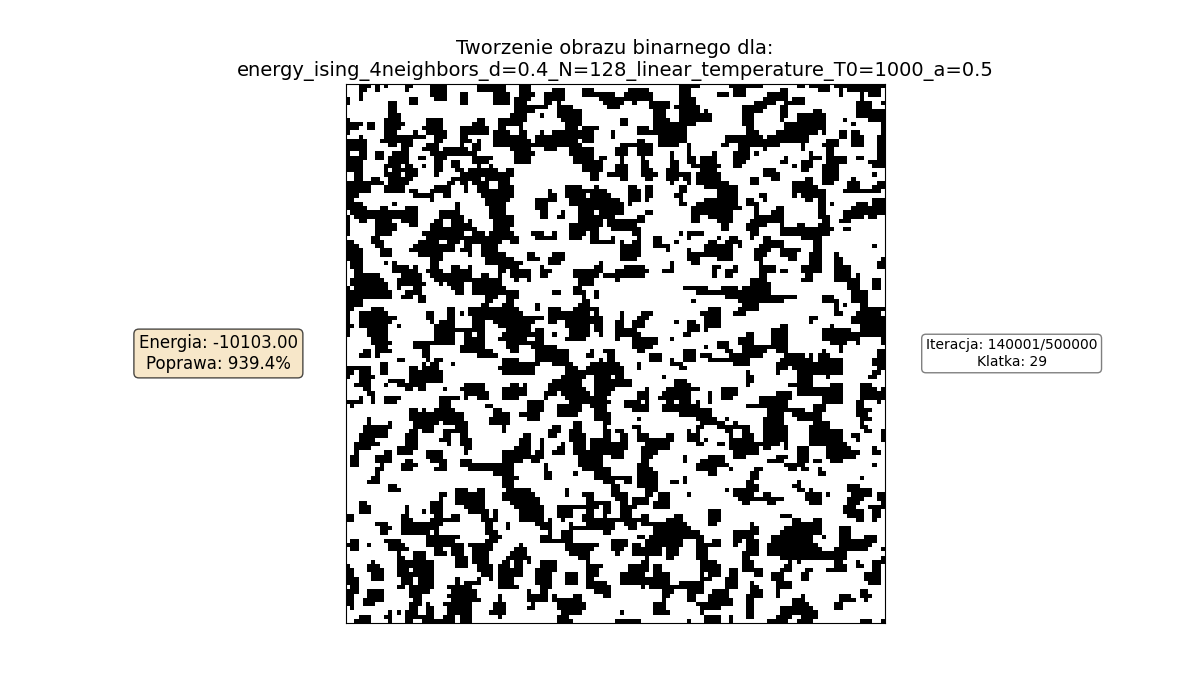 Tworzenie obrazu binarnego dla:
energy_ising_4neighbors_d=0.4_N=128_linear_temperature_T0=1000_a=0.5
Energia: -10103.00
Poprawa: 939.4%
Iteracja: 140001/500000
Klatka: 29